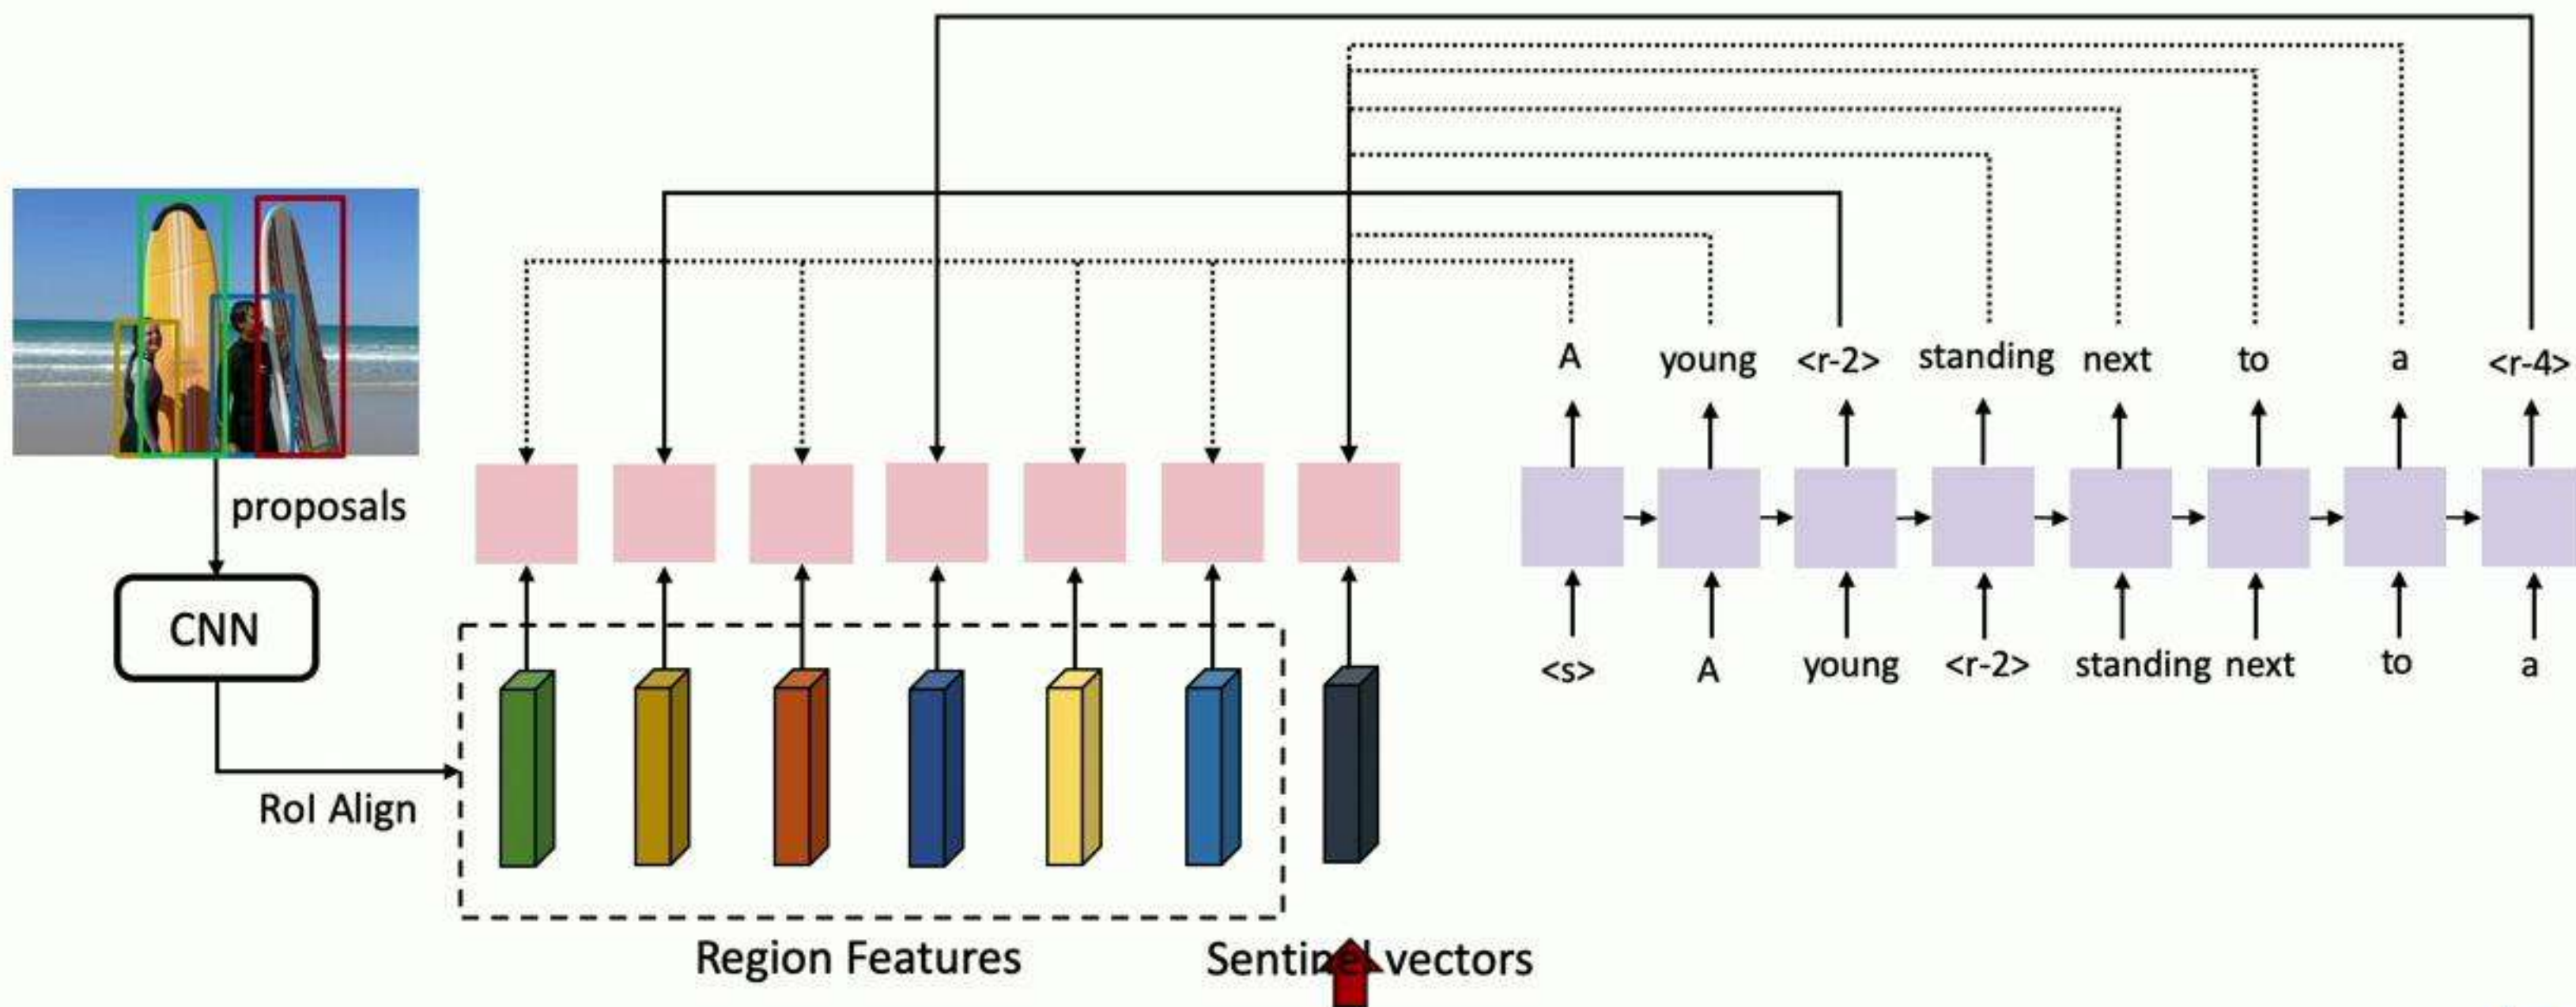 A young <r-2> standing next to a <r-4>
proposals
CNN
<s> A young <r-2> standing next to a
RoI Align
Region Features
Sentinel vectors